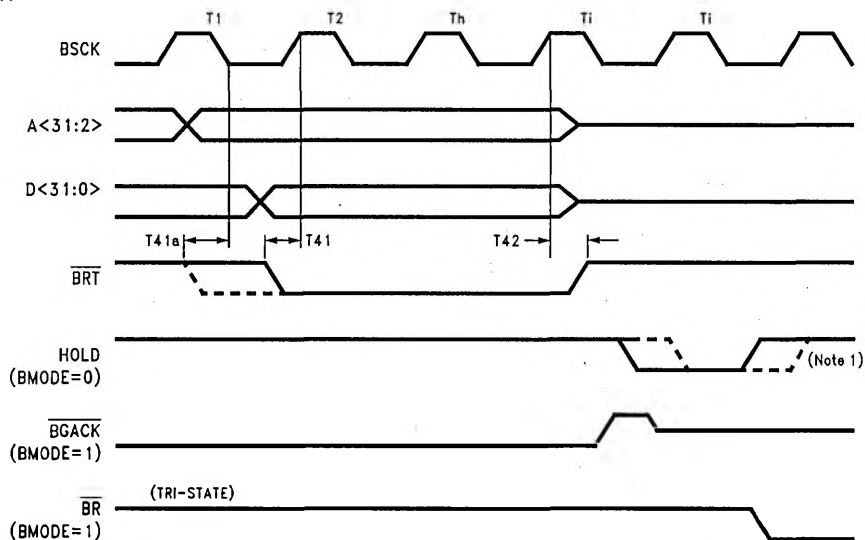 T1 T2 Th Ti Ti
BSCK
A<31:2>
D<31:0>
T41a T41 T42
BRT
HOLD
(BMODE=0)
(Note 1)
BGACK
(BMODE=1)
(TRI-STATE)
BR
(BMODE=1)